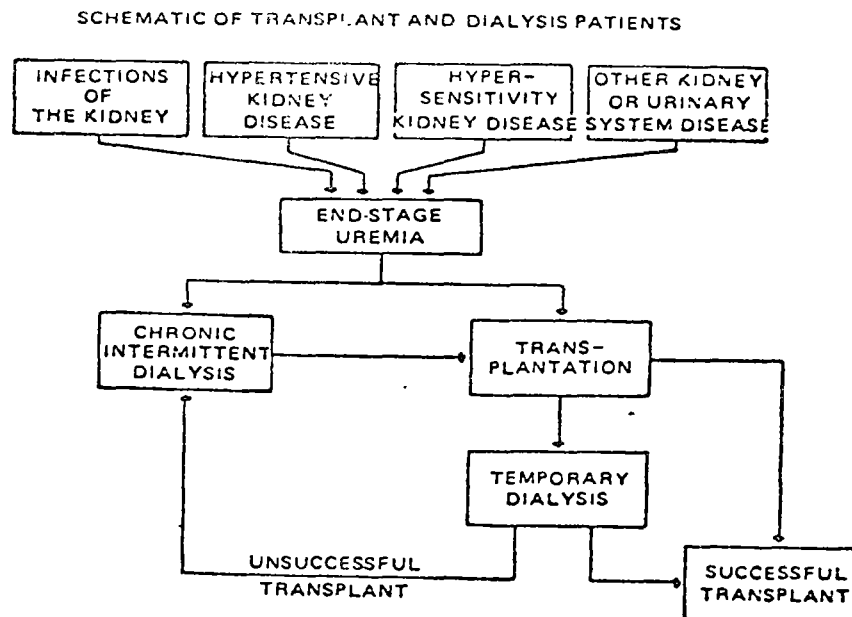 SCHEMATIC OF TRANSPLANT AND DIALYSIS PATIENTS
INFECTIONS
OF
THE KIDNEY
HYPERTENSIVE
KIDNEY
DISEASE
HYPER-
SENSITIVITY
KIDNEY DISEASE
OTHER KIDNEY
OR URINARY
SYSTEM DISEASE
END-STAGE
UREMIA
CHRONIC
INTERMITTENT
DIALYSIS
TRANS-
PLANTATION
TEMPORARY
DIALYSIS
UNSUCCESSFUL
TRANSPLANT
SUCCESSFUL
TRANSPLANT